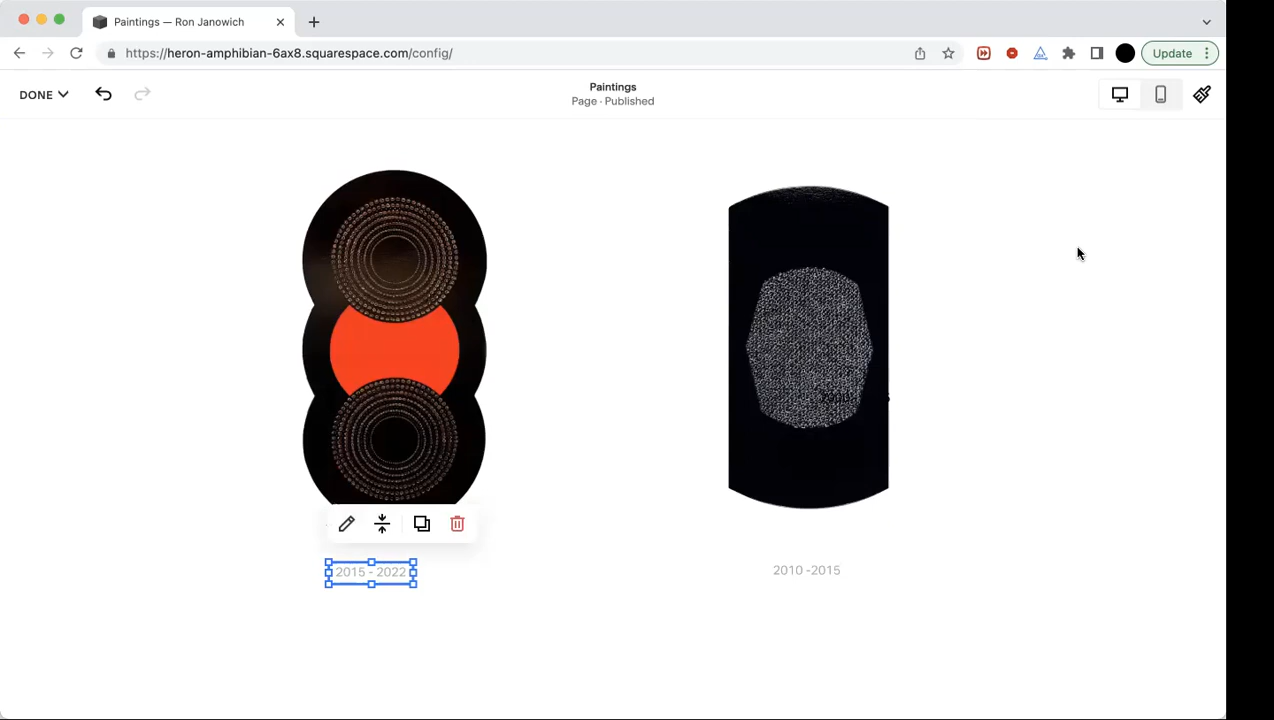 Paintings — Ron Janowich
https://heron-amphibian-6ax8.squarespace.com/config/
Update
DONE
Paintings
Page · Published
2015 - 2022
2010 -2015